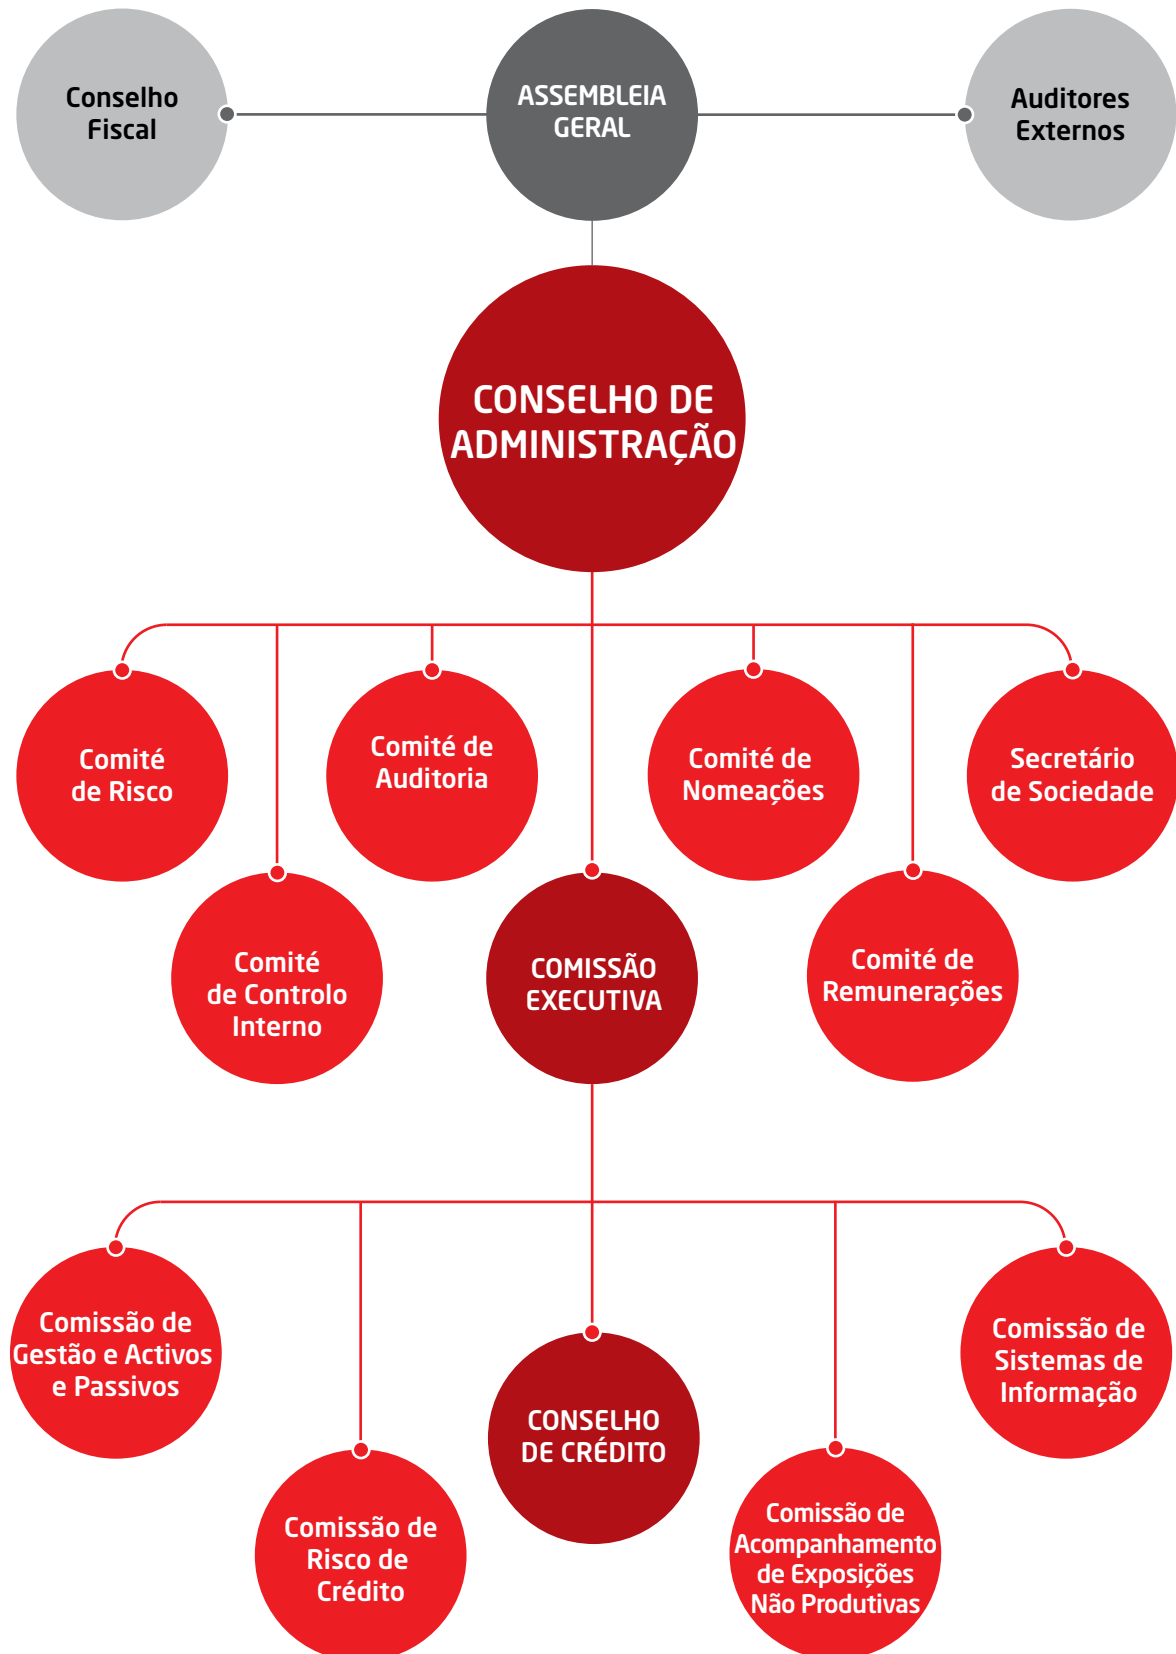 Conselho
Fiscal
ASSEMBLEIA
GERAL
Auditores
Externos
CONSELHO DE
ADMINISTRAÇÃO
Comité
de Risco
Comité de
Auditoria
Comité de
Nomeações
Secretário
de Sociedade
Comité
de Controlo
Interno
COMISSÃO
EXECUTIVA
Comité de
Remunerações
Comissão de
Gestão e Activos
e Passivos
Comissão de
Risco de
Crédito
CONSELHO
DE CRÉDITO
Comissão de
Acompanhamento
de Exposições
Não Produtivas
Comissão de
Sistemas de
Informação